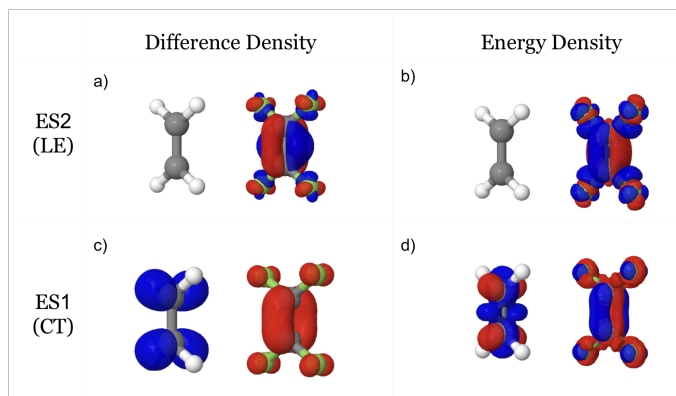 Difference Density
Energy Density
ES2
(LE)
a)
b)
ES1
(CT)
c)
d)